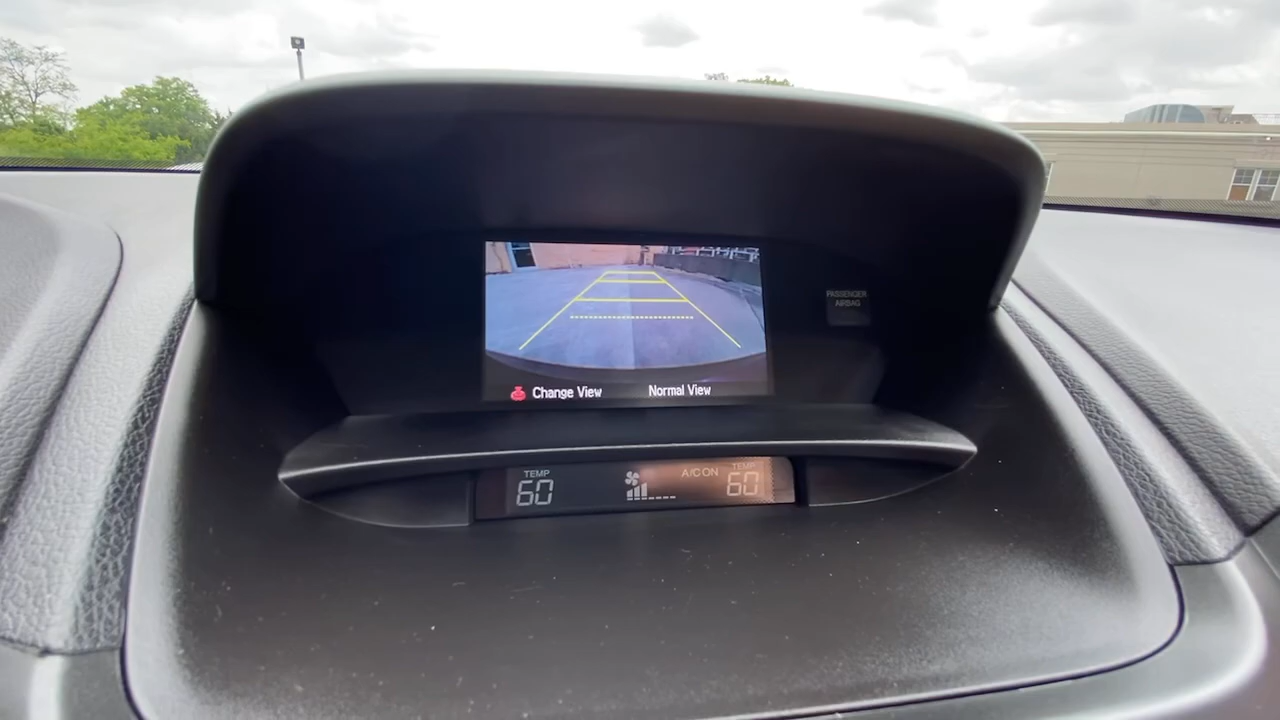 PASSENGER
AIRBAG
Change View
Normal View
TEMP
60
A/C ON
TEMP
60